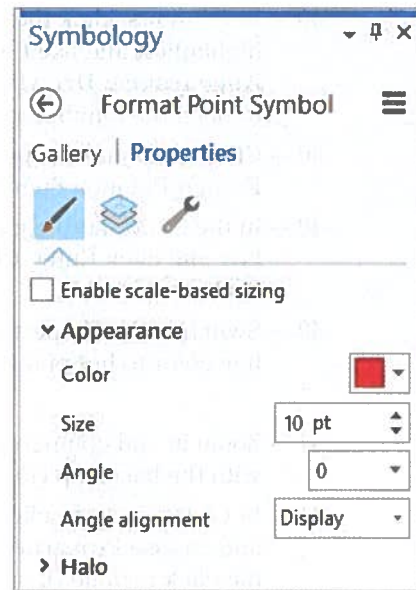 Symbology
Format Point Symbol
Gallery | Properties
Enable scale-based sizing
Appearance
Color
Size 10 pt
Angle 0
Angle alignment Display
Halo